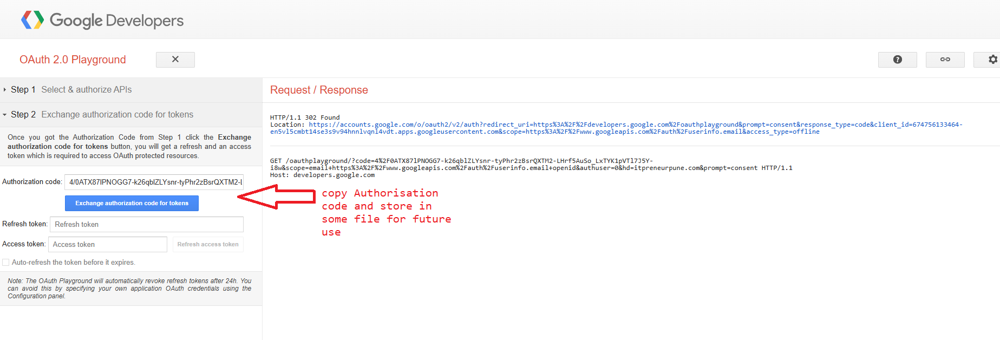 Google Developers
OAuth 2.0 Playground
Step 1 Select & authorize APIs
Step 2 Exchange authorization code for tokens
Once you got the Authorization Code from Step 1 click the Exchange
authorization code for tokens button, you will get a refresh and an access
token which is required to access OAuth protected resources.
Authorization code: 4/0ATX87lPNOGG7-k26qblZLYsnr-tyPhr2zBsrQXTM2-L
Exchange authorization code for tokens
Refresh token: Refresh token
Access token: Access token Refresh access token
Auto-refresh the token before it expires.
Note: The OAuth Playground will automatically revoke refresh tokens after 24h. You
can avoid this by specifying your own application OAuth credentials using the
Configuration panel.
Request / Response
HTTP/1.1 302 Found
Location: https://accounts.google.com/o/oauth2/v2/auth?redirect_uri=https%3A%2F%2Fdevelopers.google.com%2Foauthplayground&prompt=consent&response_type=code&client_id=674756133464-
en5vl5cmbt14se3s9v94hnnlvqnl4vdt.apps.googleusercontent.com&scope=https%3A%2F%2Fwww.googleapis.com%2Fauth%2Fuserinfo.email&access_type=offline
GET /oauthplayground/?code=4%2F0ATX87lPNOGG7-k26qblZLYsnr-tyPhr2zBsrQXTM2-LHrf5AuSo_LxTYK1pVTl7J5Y-
i8w&scope=email+https%3A%2F%2Fwww.googleapis.com%2Fauth%2Fuserinfo.email+openid&authuser=0&hd=itpreneurpune.com&prompt=consent HTTP/1.1
Host: developers.google.com
copy Authorisation
code and store in
some file for future
use